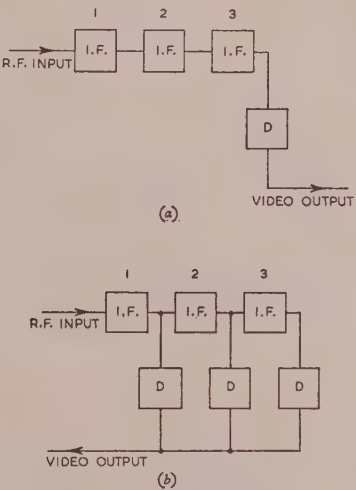 1 2 3
I.F. I.F. I.F.
R.F. INPUT
D
VIDEO OUTPUT
(a)
1 2 3
I.F. I.F. I.F.
R.F. INPUT
D D D
VIDEO OUTPUT
(b)